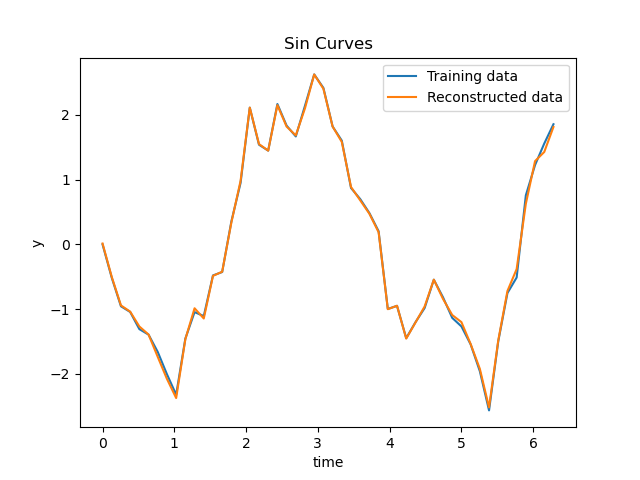 Sin Curves
Training data
Reconstructed data
y
2
1
0
−1
−2
0 1 2 3 4 5 6
time